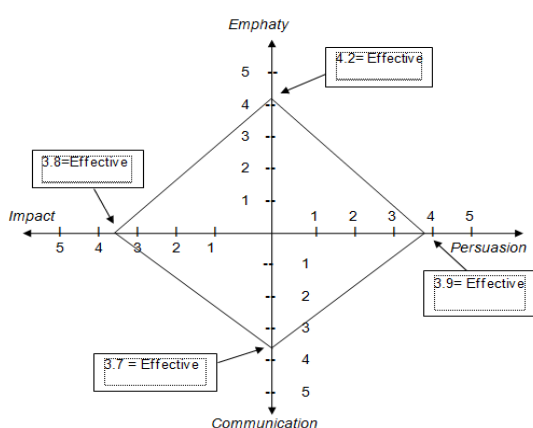 Emphaty
4.2= Effective
5
4
3
2
1
3.8=Effective
Impact
5 4 3 2 1
1 2 3 4 5
Persuasion
3.9= Effective
1
2
3
4
5
3.7 = Effective
Communication